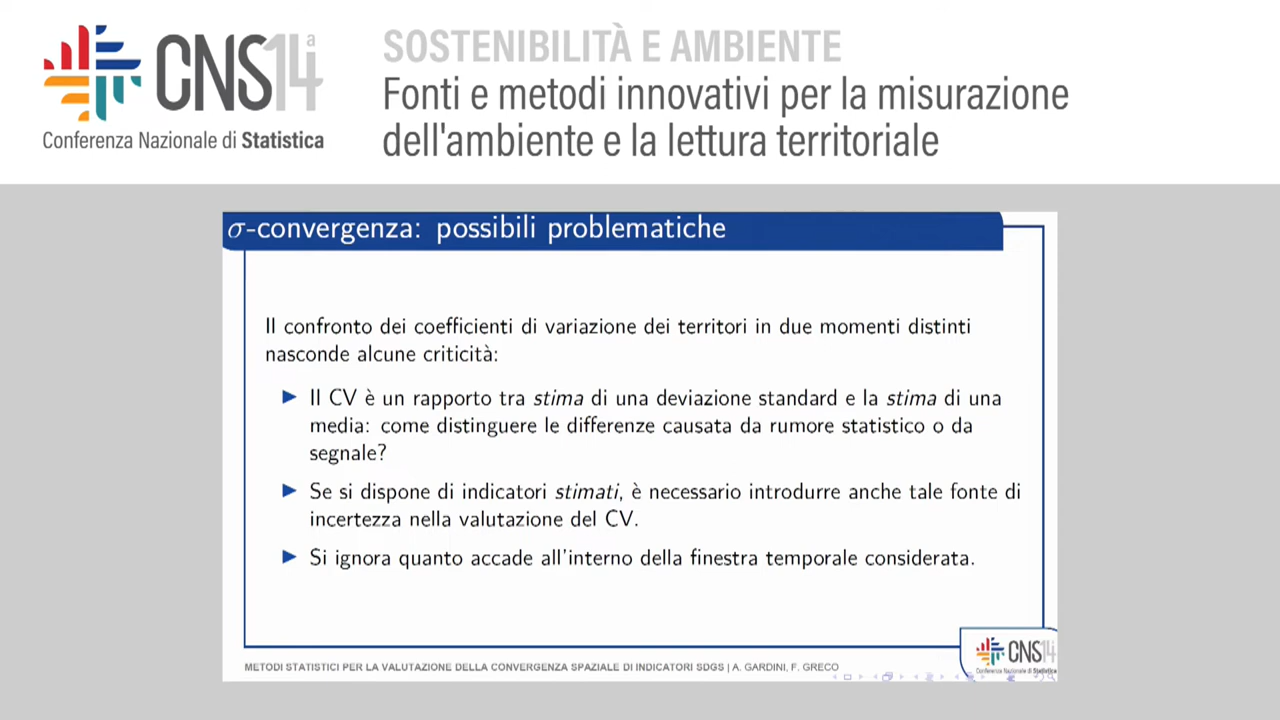 CNS14ª
Conferenza Nazionale di Statistica
SOSTENIBILITÀ E AMBIENTE
Fonti e metodi innovativi per la misurazione
dell'ambiente e la lettura territoriale
σ-convergenza: possibili problematiche
Il confronto dei coefficienti di variazione dei territori in due momenti distinti
nasconde alcune criticità:
▶ Il CV è un rapporto tra stima di una deviazione standard e la stima di una
media: come distinguere le differenze causata da rumore statistico o da
segnale?
▶ Se si dispone di indicatori stimati, è necessario introdurre anche tale fonte di
incertezza nella valutazione del CV.
▶ Si ignora quanto accade all'interno della finestra temporale considerata.
METODI STATISTICI PER LA VALUTAZIONE DELLA CONVERGENZA SPAZIALE DI INDICATORI SDGS | A. GARDINI, F. GRECO
CNS14
Conferenza Nazionale di Statistica